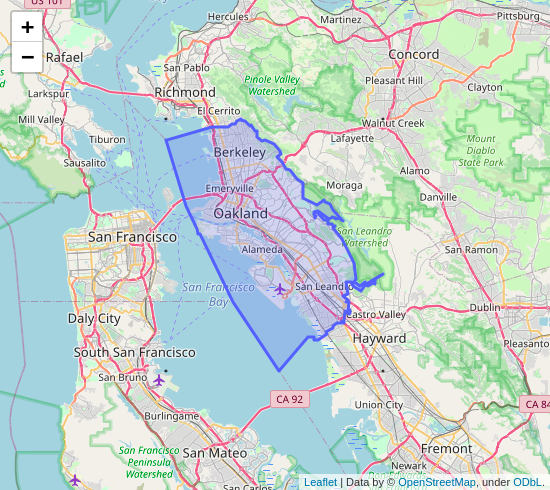 US 101
Hercules
Martinez
Pittsburg
+
−
Rafael
San Pablo
Concord
Larkspur
Richmond
Pinole Valley
Watershed
Pleasant Hill
Clayton
Mill Valley
El Cerrito
Walnut Creek
Tiburon
Berkeley
Lafayette
Mount
Diablo
State Park
Sausalito
Emeryville
Moraga
Alamo
Danville
Oakland
San Francisco
San Leandro
Watershed
Alameda
San Ramon
San Francisco
Bay
San Leandro
Daly City
Castro Valley
Dublin
South San Francisco
Hayward
Pleasanto
San Bruno
CA 92
Union City
CA 84
Burlingame
San Francisco
Peninsula
Watershed
San Mateo
Fremont
Newark
San Carlos
Leaflet | Data by © OpenStreetMap, under ODbL.